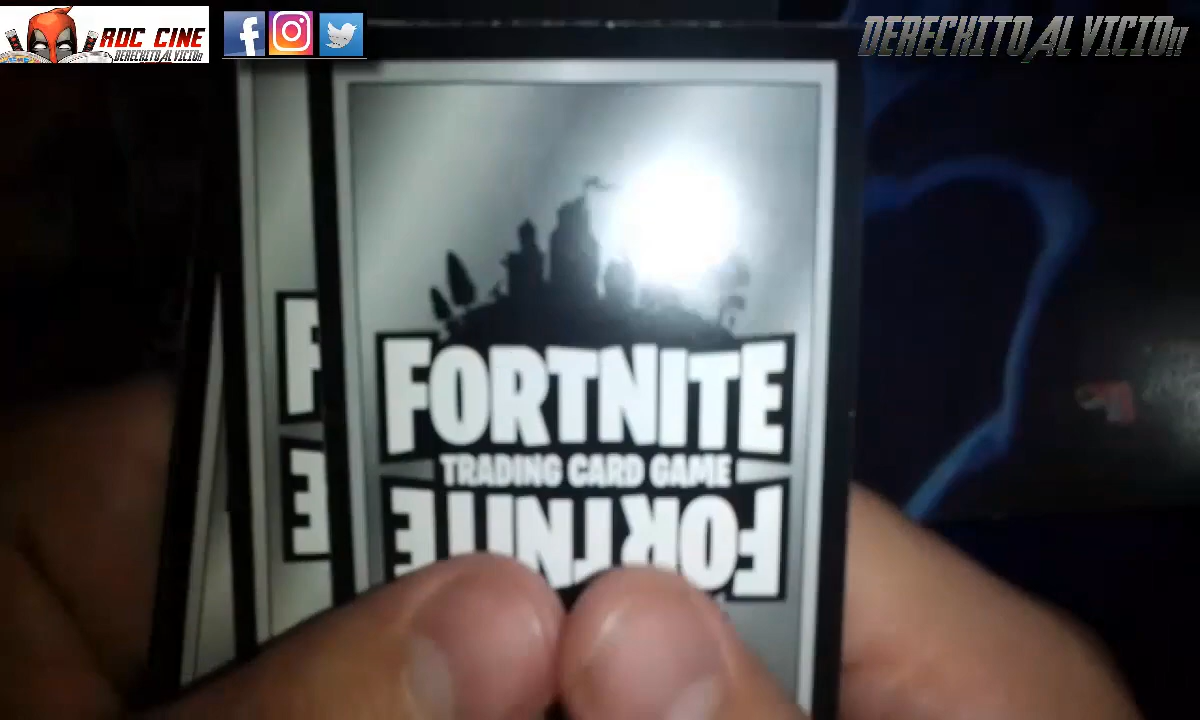 RDC CINE
DERECHITO AL VICIO!!
DERECHITO AL VICIO!!
FORTNITE
TRADING CARD GAME
FORTNITE